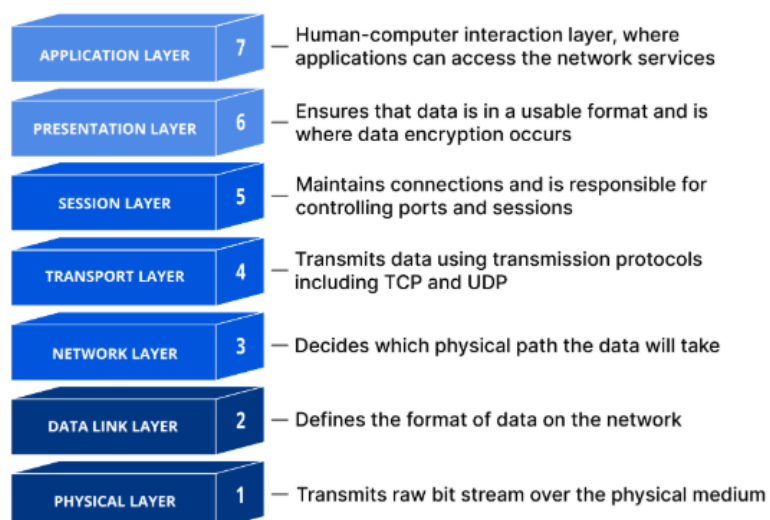 APPLICATION LAYER 7
Human-computer interaction layer, where
applications can access the network services
PRESENTATION LAYER 6
Ensures that data is in a usable format and is
where data encryption occurs
SESSION LAYER 5
Maintains connections and is responsible for
controlling ports and sessions
TRANSPORT LAYER 4
Transmits data using transmission protocols
including TCP and UDP
NETWORK LAYER 3
Decides which physical path the data will take
DATA LINK LAYER 2
Defines the format of data on the network
PHYSICAL LAYER 1
Transmits raw bit stream over the physical medium